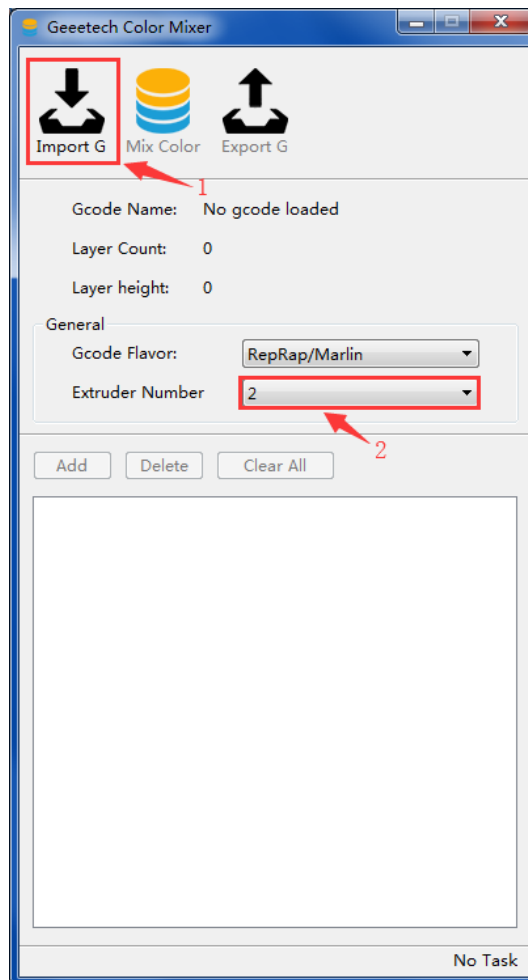 Geeetech Color Mixer
Import G Mix Color Export G
1
Gcode Name: No gcode loaded
Layer Count: 0
Layer height: 0
General
Gcode Flavor: RepRap/Marlin
Extruder Number 2
2
Add Delete Clear All
No Task